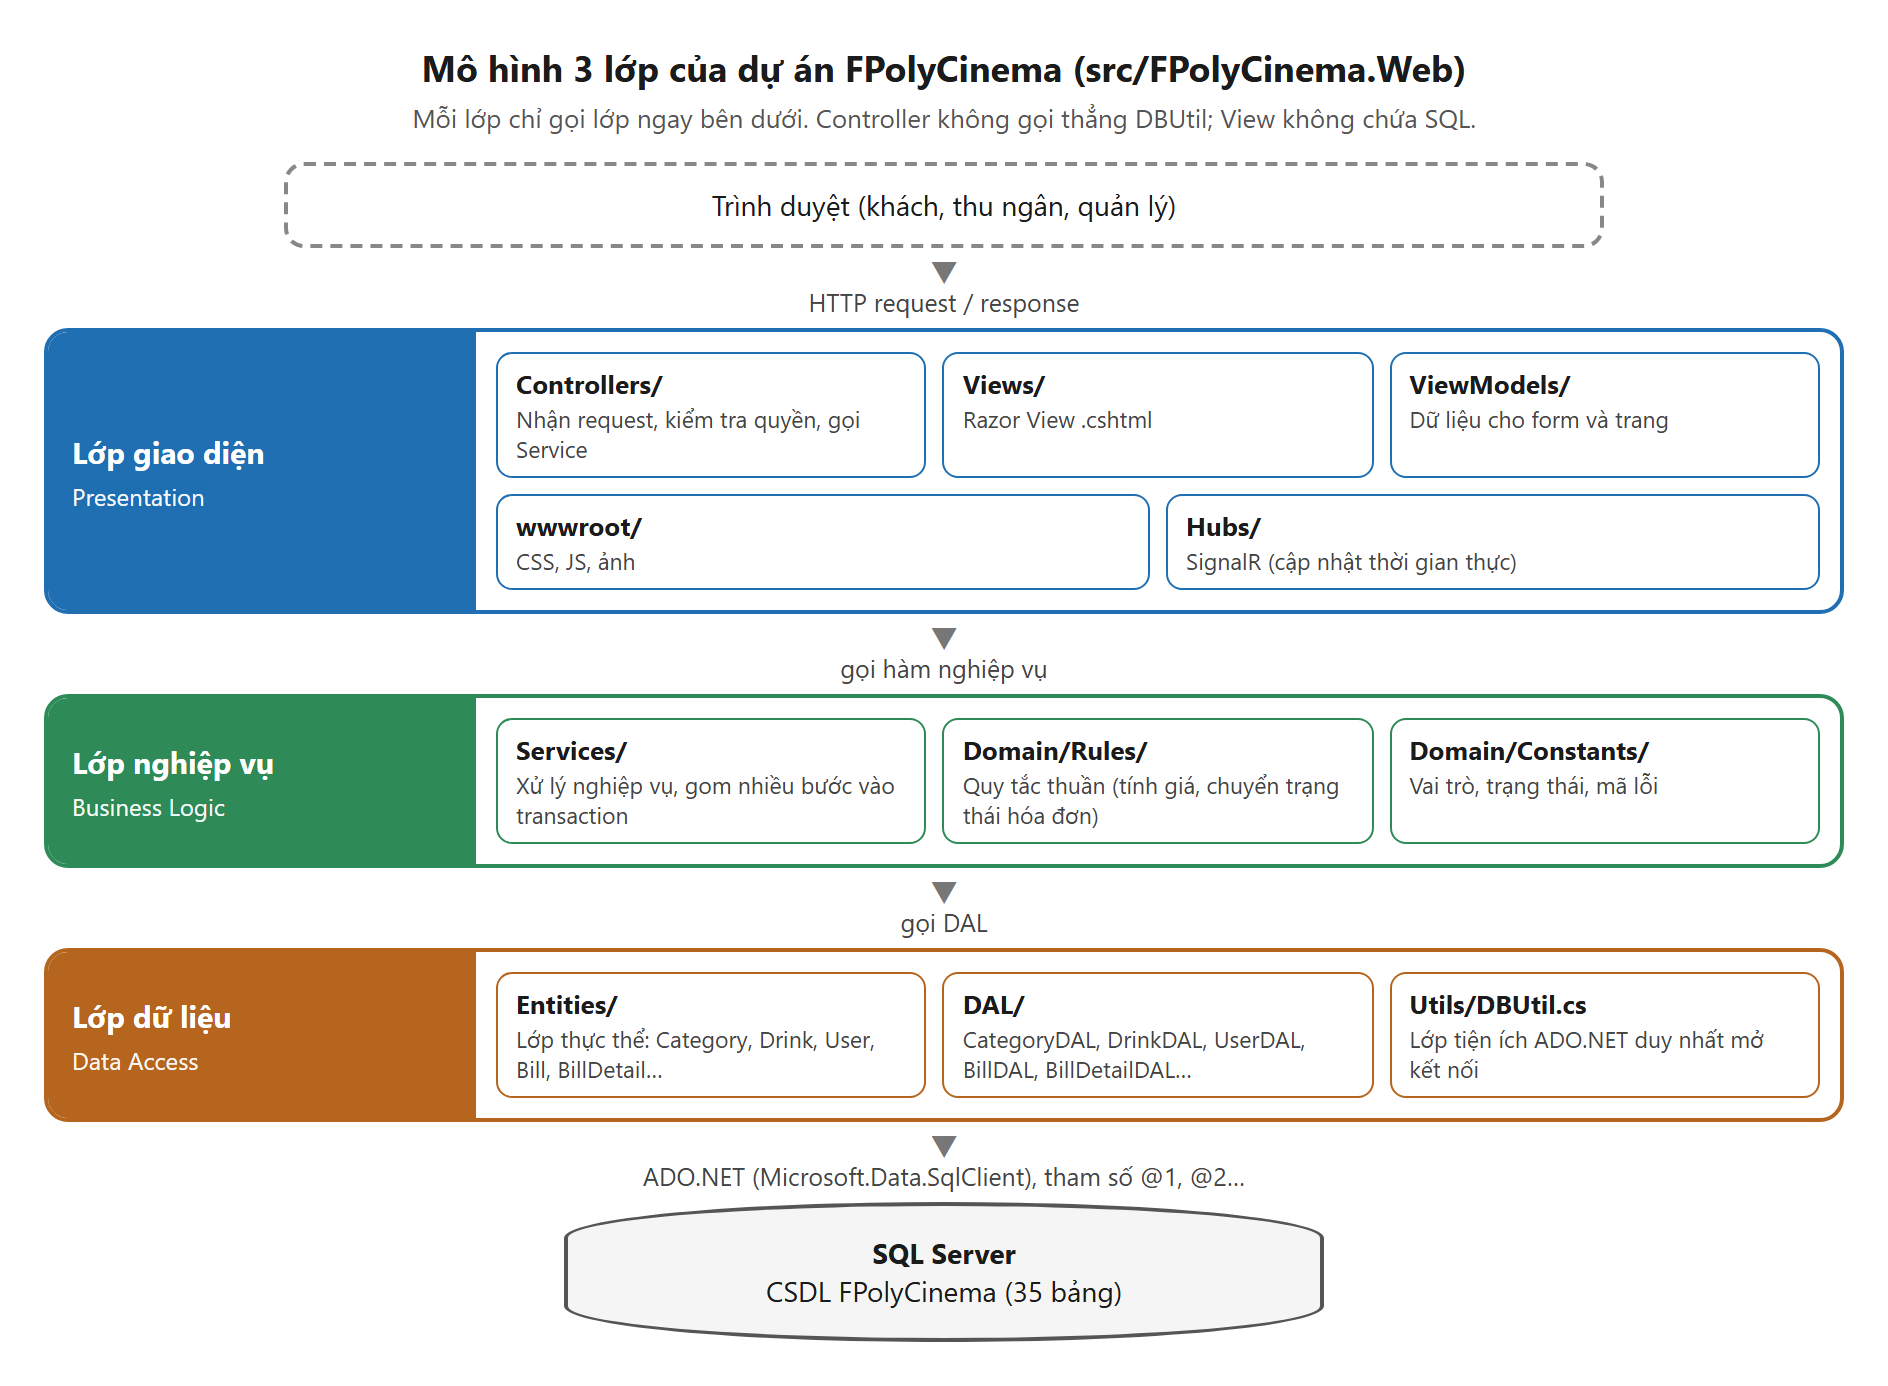 Mô hình 3 lớp của dự án FPolyCinema (src/FPolyCinema.Web)
Mỗi lớp chỉ gọi lớp ngay bên dưới. Controller không gọi thẳng DBUtil; View không chứa SQL.
Trình duyệt (khách, thu ngân, quản lý)
HTTP request / response
Lớp giao diện
Presentation
Controllers/
Nhận request, kiểm tra quyền, gọi
Service
Views/
Razor View .cshtml
ViewModels/
Dữ liệu cho form và trang
wwwroot/
CSS, JS, ảnh
Hubs/
SignalR (cập nhật thời gian thực)
gọi hàm nghiệp vụ
Lớp nghiệp vụ
Business Logic
Services/
Xử lý nghiệp vụ, gom nhiều bước vào
transaction
Domain/Rules/
Quy tắc thuần (tính giá, chuyển trạng
thái hóa đơn)
Domain/Constants/
Vai trò, trạng thái, mã lỗi
gọi DAL
Lớp dữ liệu
Data Access
Entities/
Lớp thực thể: Category, Drink, User,
Bill, BillDetail...
DAL/
CategoryDAL, DrinkDAL, UserDAL,
BillDAL, BillDetailDAL...
Utils/DBUtil.cs
Lớp tiện ích ADO.NET duy nhất mở
kết nối
ADO.NET (Microsoft.Data.SqlClient), tham số @1, @2...
SQL Server
CSDL FPolyCinema (35 bảng)